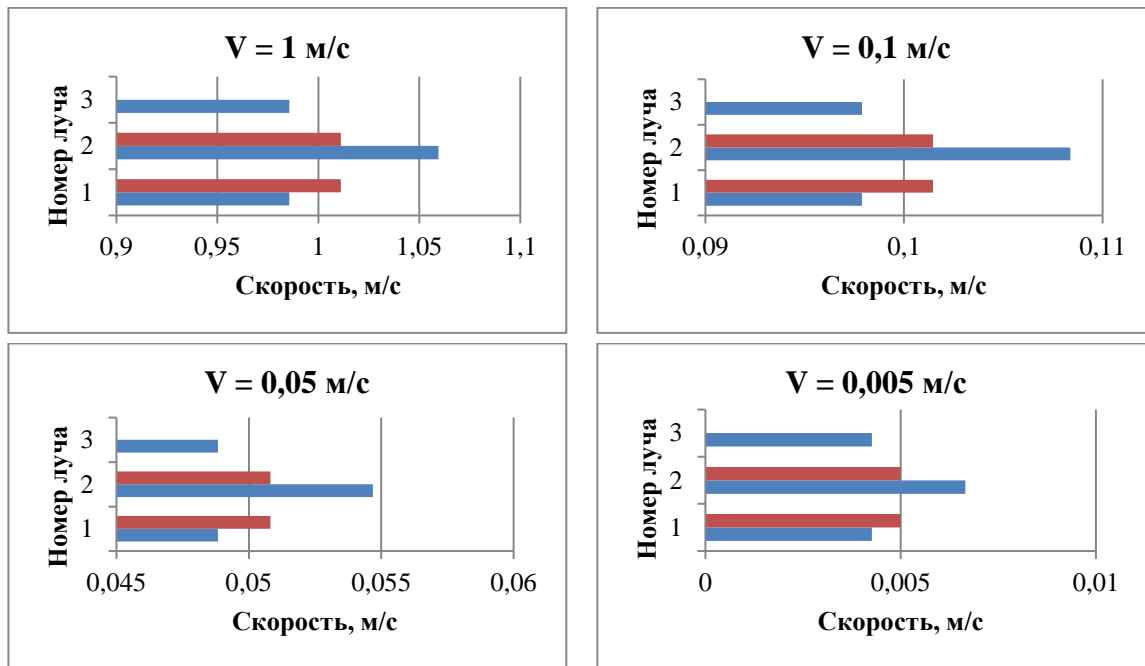 V = 1 м/с
Номер луча
3
2
1
0,9 0,95 1 1,05 1,1
Скорость, м/с
V = 0,1 м/с
Номер луча
3
2
1
0,09 0,1 0,11
Скорость, м/с
V = 0,05 м/с
Номер луча
3
2
1
0,045 0,05 0,055 0,06
Скорость, м/с
V = 0,005 м/с
Номер луча
3
2
1
0 0,005 0,01
Скорость, м/с